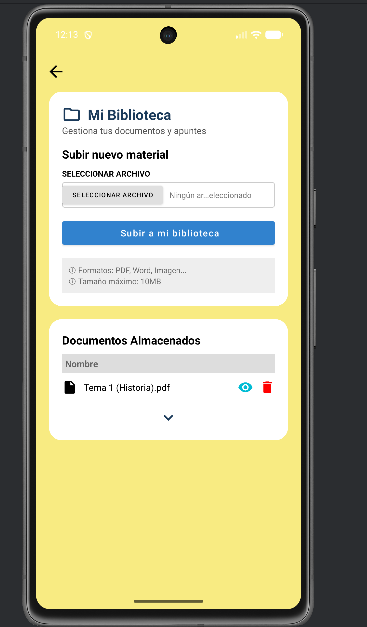 12:13
Mi Biblioteca
Gestiona tus documentos y apuntes
Subir nuevo material
SELECCIONAR ARCHIVO
SELECCIONAR ARCHIVO Ningún ar...eleccionado
Subir a mi biblioteca
Formatos: PDF, Word, Imagen...
Tamaño máximo: 10MB
Documentos Almacenados
Nombre
Tema 1 (Historia).pdf